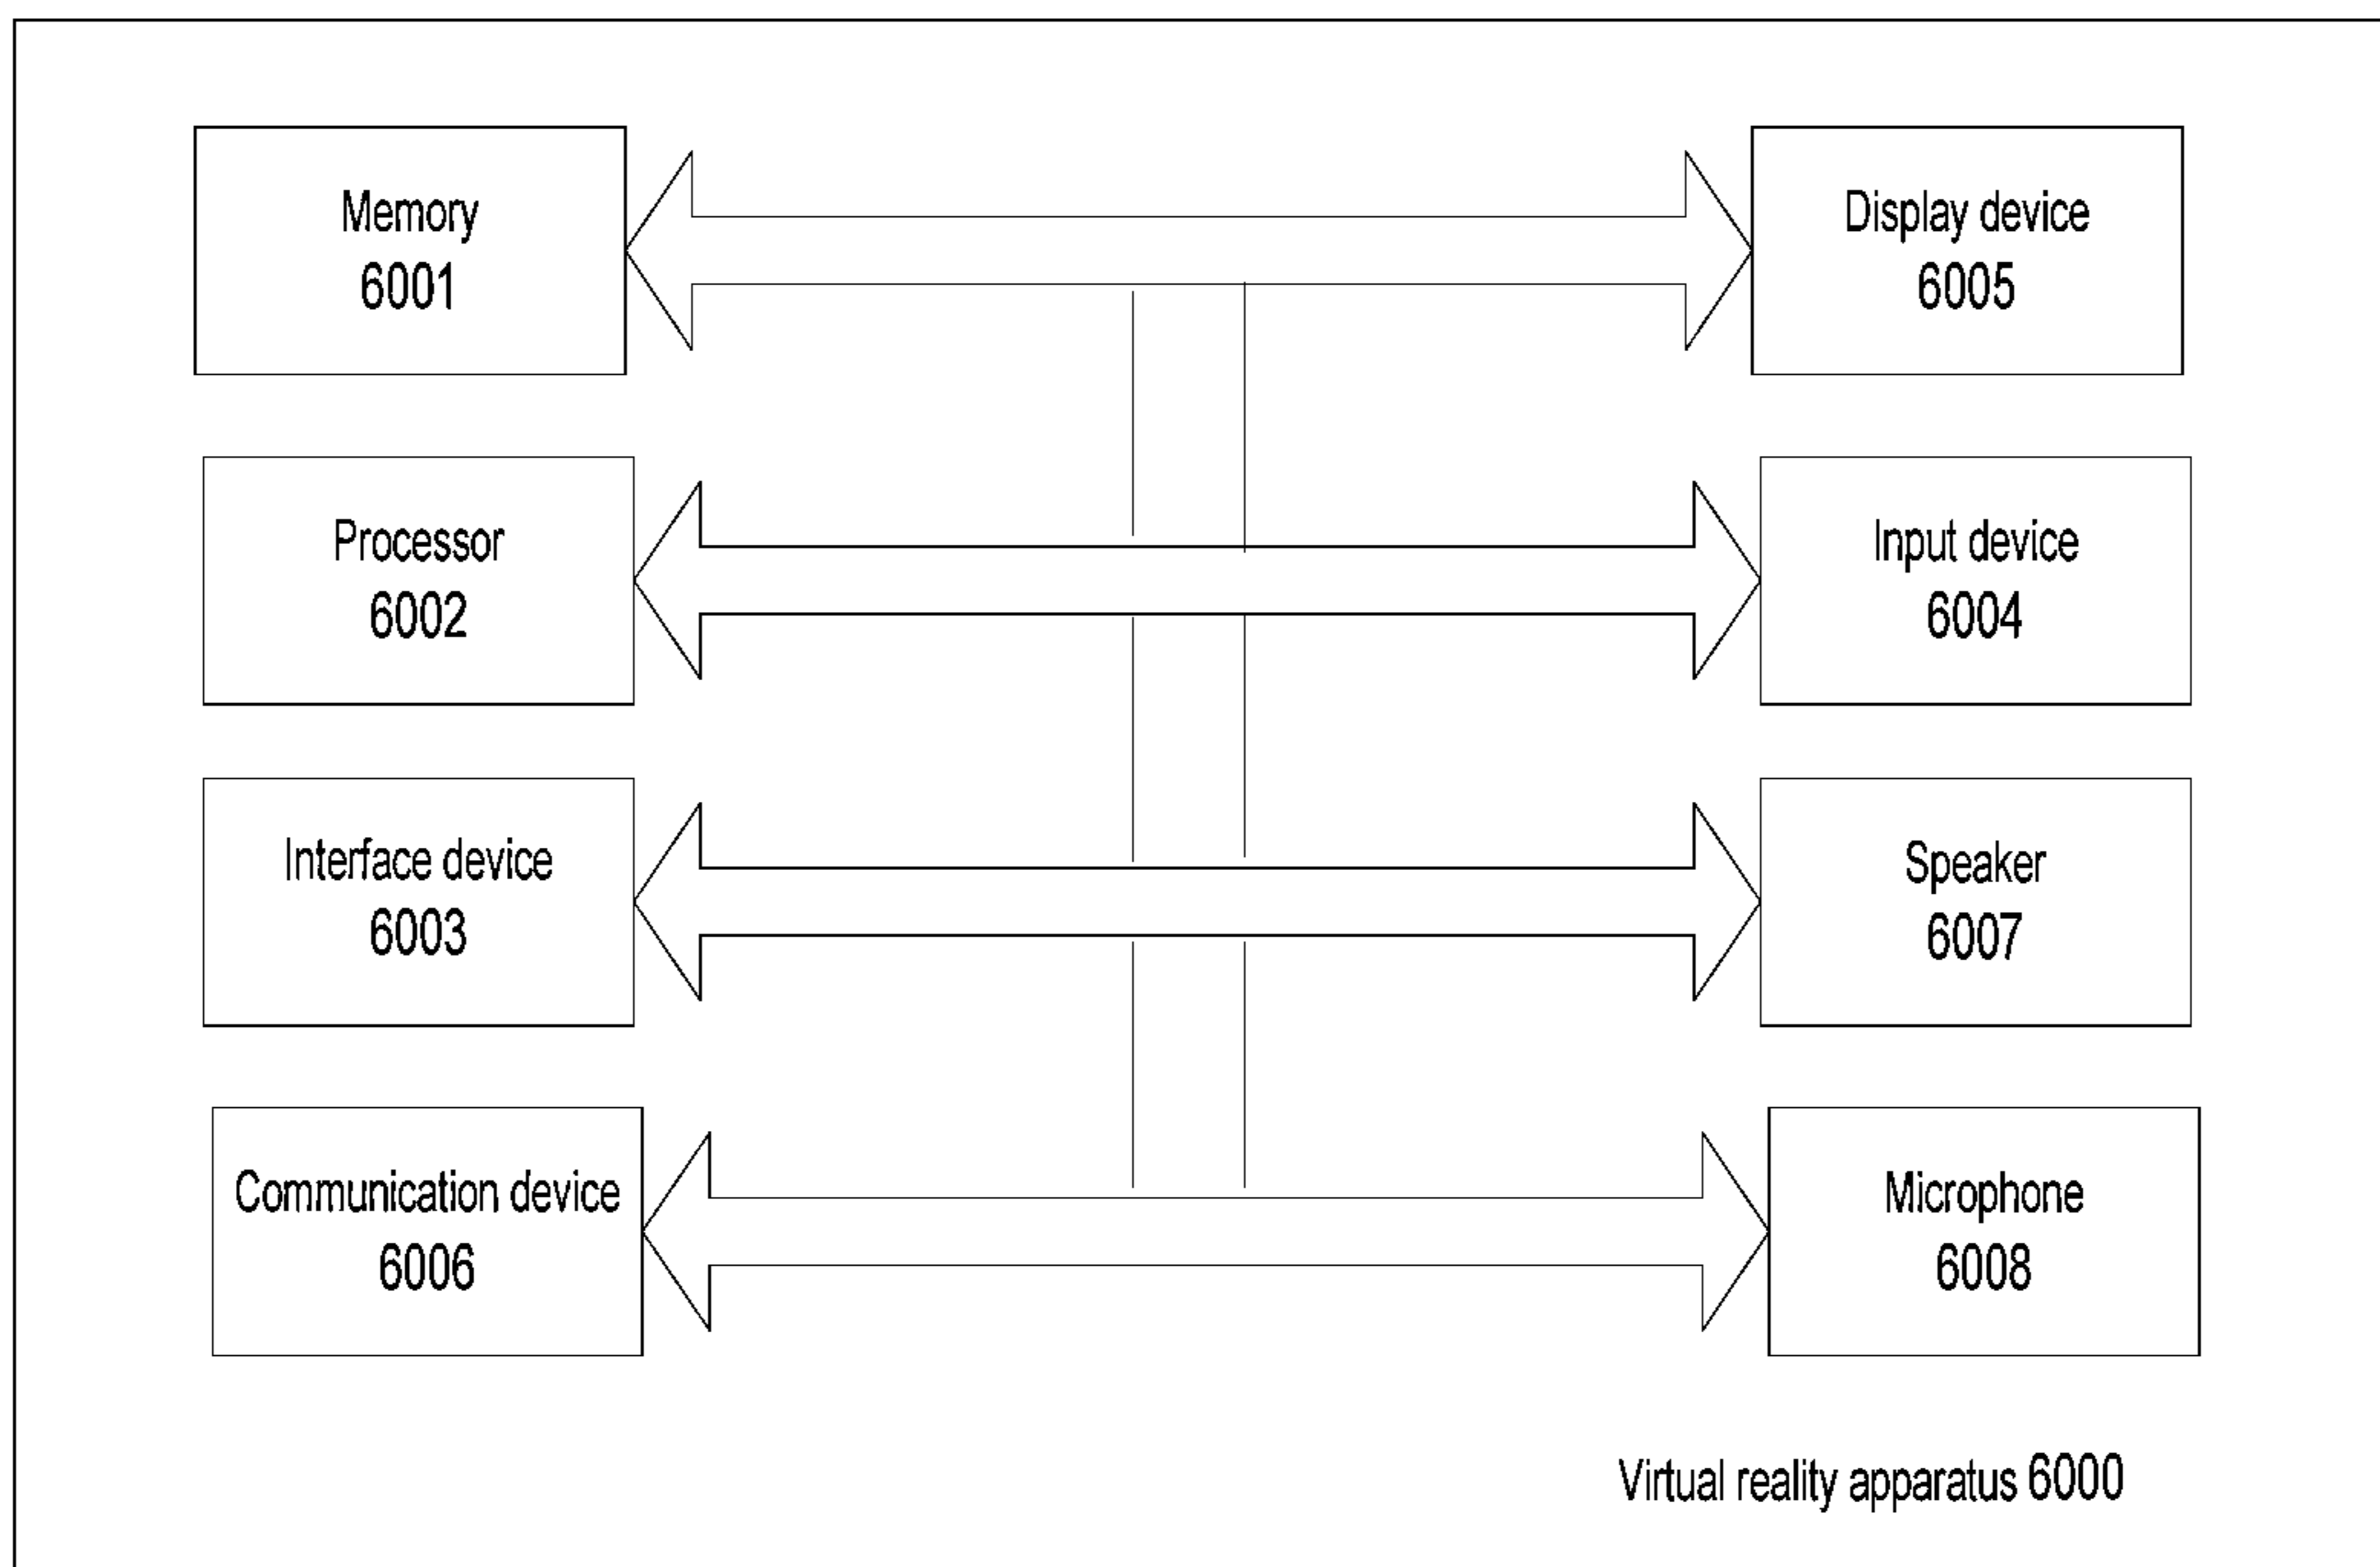 Memory
6001
Display device
6005
Processor
6002
Input device
6004
Interface device
6003
Speaker
6007
Communication device
6006
Microphone
6008
Virtual reality apparatus 6000